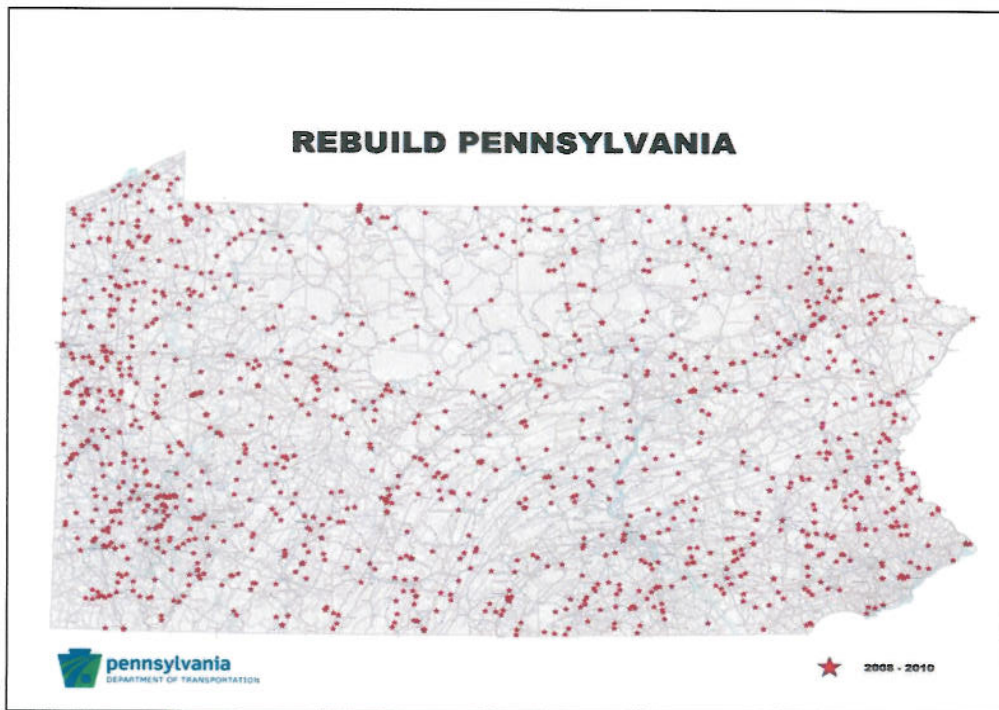 REBUILD PENNSYLVANIA
pennsylvania
DEPARTMENT OF TRANSPORTATION
2008 - 2010